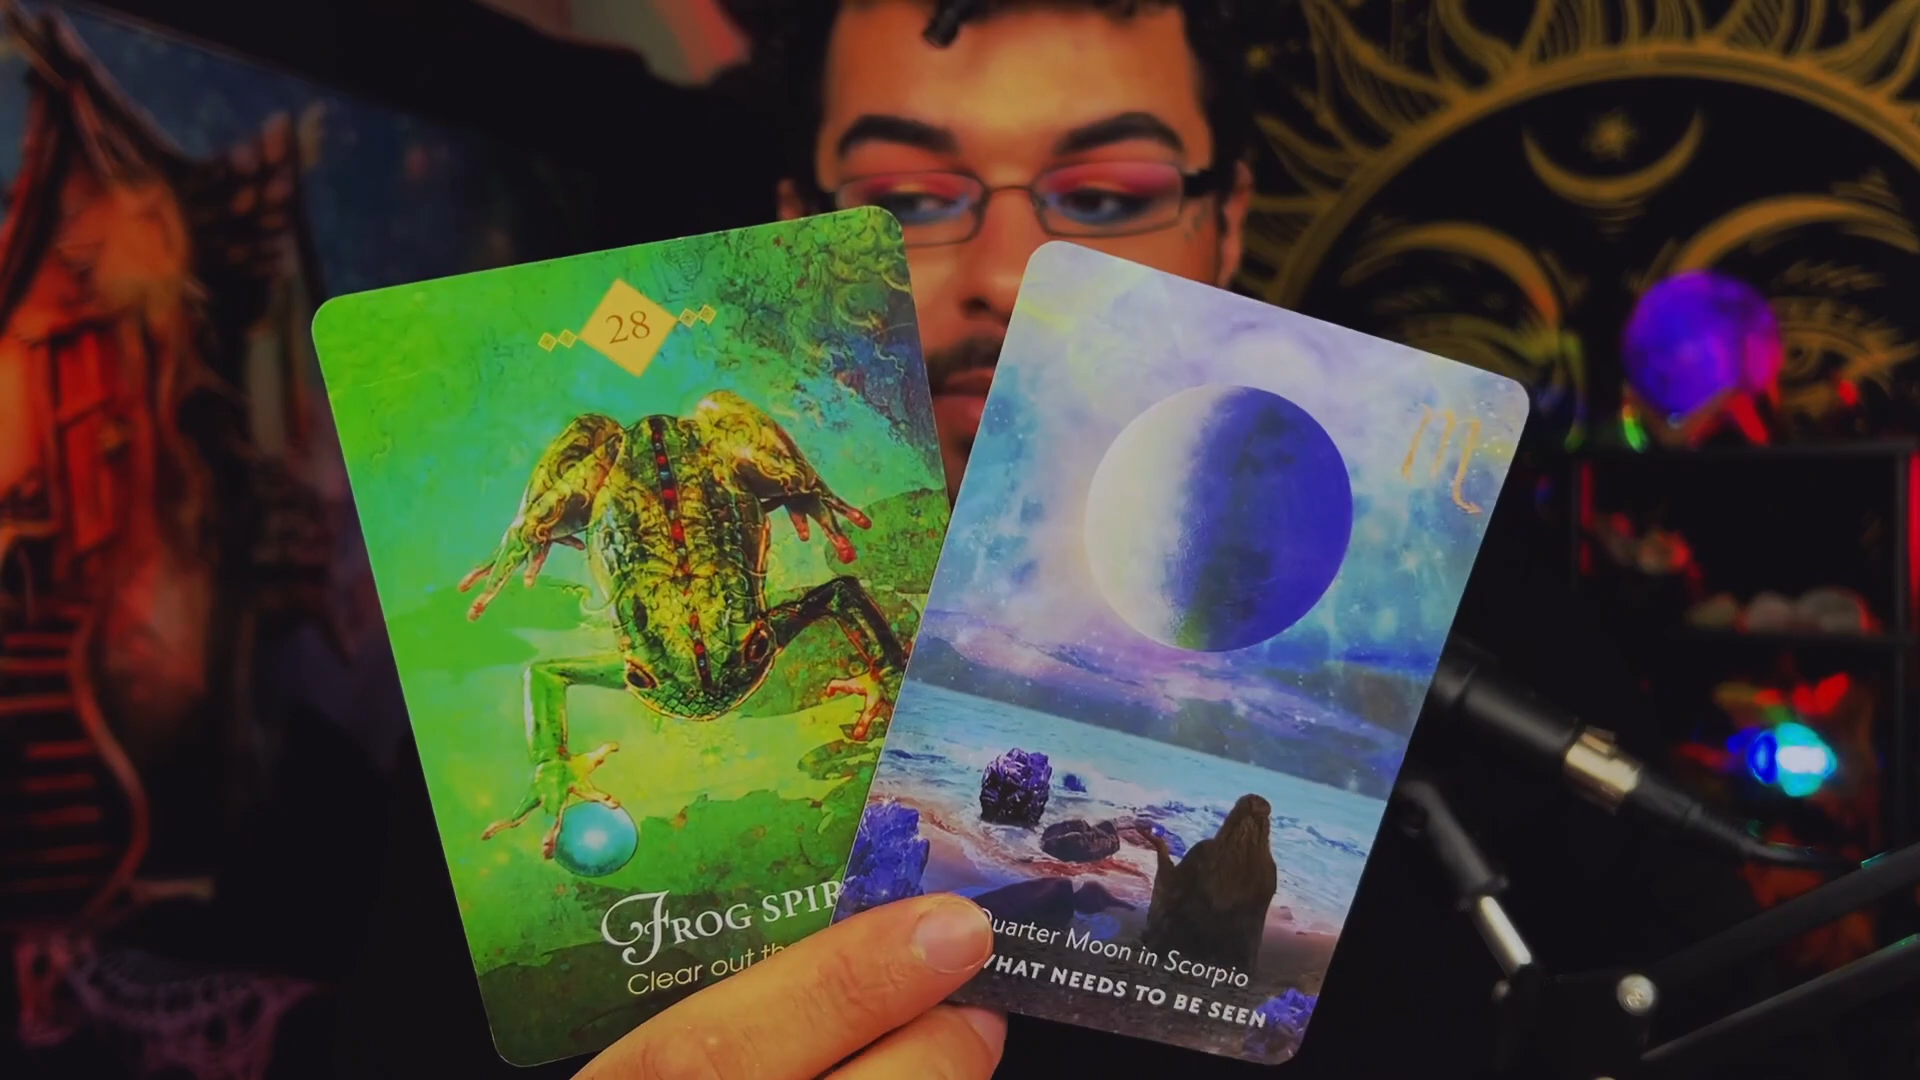 28
FROG SPIR
Clear out th
Quarter Moon in Scorpio
WHAT NEEDS TO BE SEEN